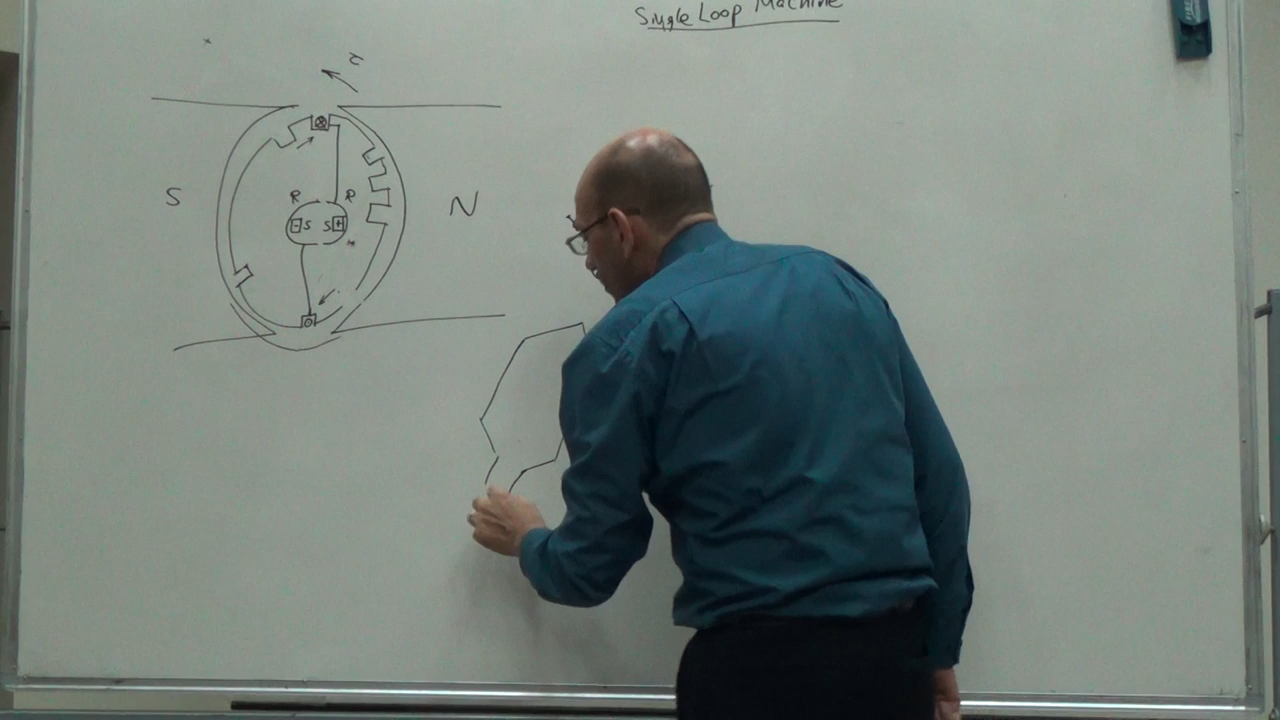 Single Loop Machine
τ
S
N
R R
- S S +